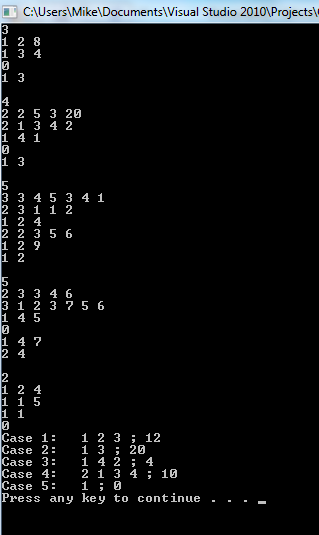 C:\Users\Mike\Documents\Visual Studio 2010\Projects\
3
1 2 8
1 3 4
0
1 3

4
2 2 5 3 20
2 1 3 4 2
1 4 1
0
1 3

5
3 3 4 5 3 4 1
2 3 1 1 2
1 2 4
2 2 3 5 6
1 2 9
1 2

5
2 3 3 4 6
3 1 2 3 7 5 6
1 4 5
0
1 4 7
2 4

2
1 2 4
1 1 5
1 1
0
Case 1:   1 2 3 ; 12
Case 2:   1 3 ; 20
Case 3:   1 4 2 ; 4
Case 4:   2 1 3 4 ; 10
Case 5:   1 ; 0
Press any key to continue . . . _